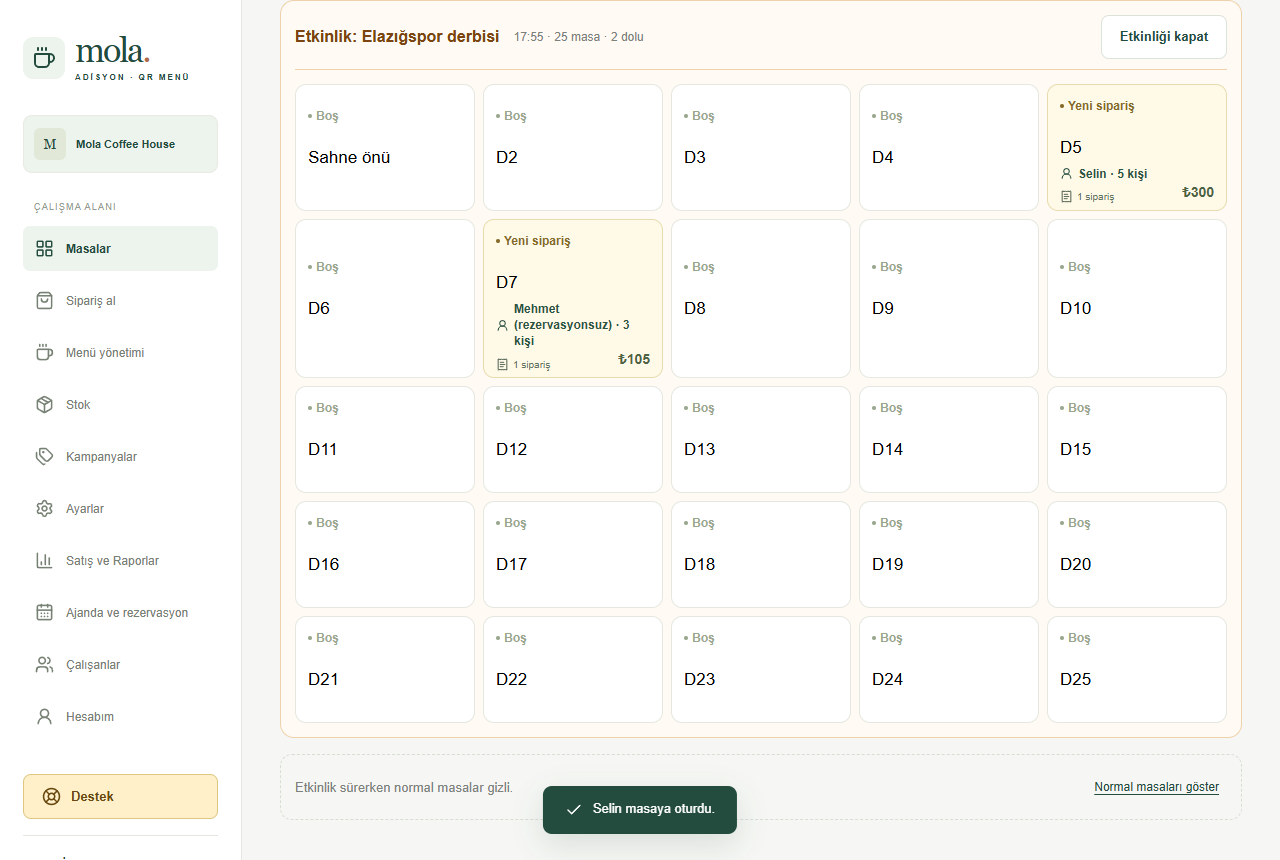 mola.
ADİSYON · QR MENÜ
M Mola Coffee House
ÇALIŞMA ALANI
Masalar
Sipariş al
Menü yönetimi
Stok
Kampanyalar
Ayarlar
Satış ve Raporlar
Ajanda ve rezervasyon
Çalışanlar
Hesabım
Destek
Etkinlik: Elazığspor derbisi 17:55 · 25 masa · 2 dolu Etkinliği kapat
• Boş
Sahne önü
• Boş
D2
• Boş
D3
• Boş
D4
• Yeni sipariş
D5
Selin · 5 kişi
1 sipariş ₺300
• Boş
D6
• Yeni sipariş
D7
Mehmet
(rezervasyonsuz) · 3
kişi
1 sipariş ₺105
• Boş
D8
• Boş
D9
• Boş
D10
• Boş
D11
• Boş
D12
• Boş
D13
• Boş
D14
• Boş
D15
• Boş
D16
• Boş
D17
• Boş
D18
• Boş
D19
• Boş
D20
• Boş
D21
• Boş
D22
• Boş
D23
• Boş
D24
• Boş
D25
Etkinlik sürerken normal masalar gizli. Normal masaları göster
Selin masaya oturdu.